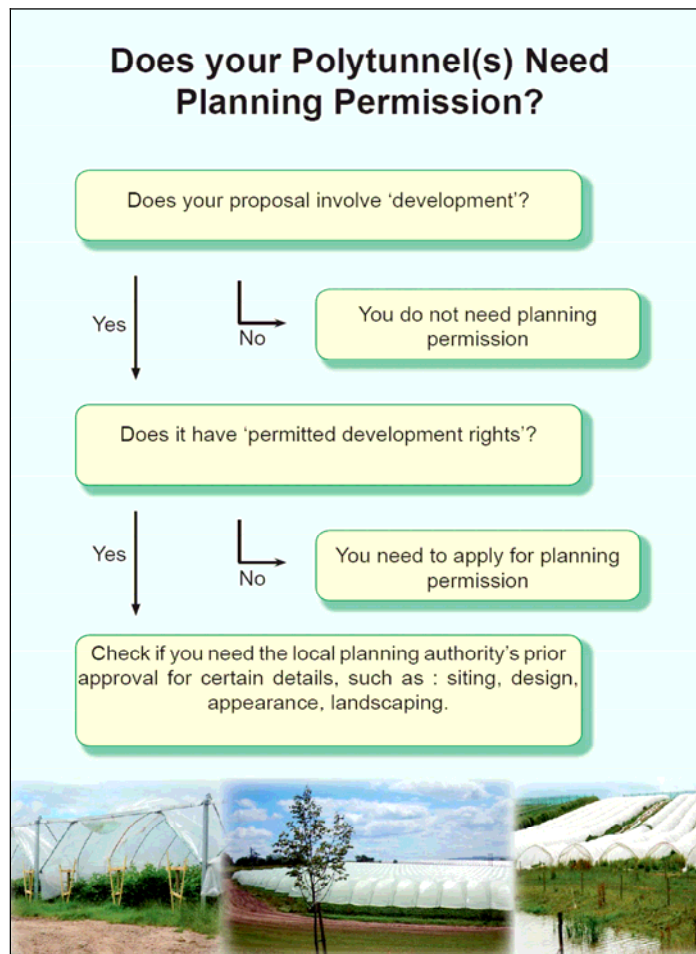 Does your Polytunnel(s) Need
Planning Permission?
Does your proposal involve ‘development’?
Yes
No
You do not need planning
permission
Does it have ‘permitted development rights’?
Yes
No
You need to apply for planning
permission
Check if you need the local planning authority’s prior
approval for certain details, such as : siting, design,
appearance, landscaping.